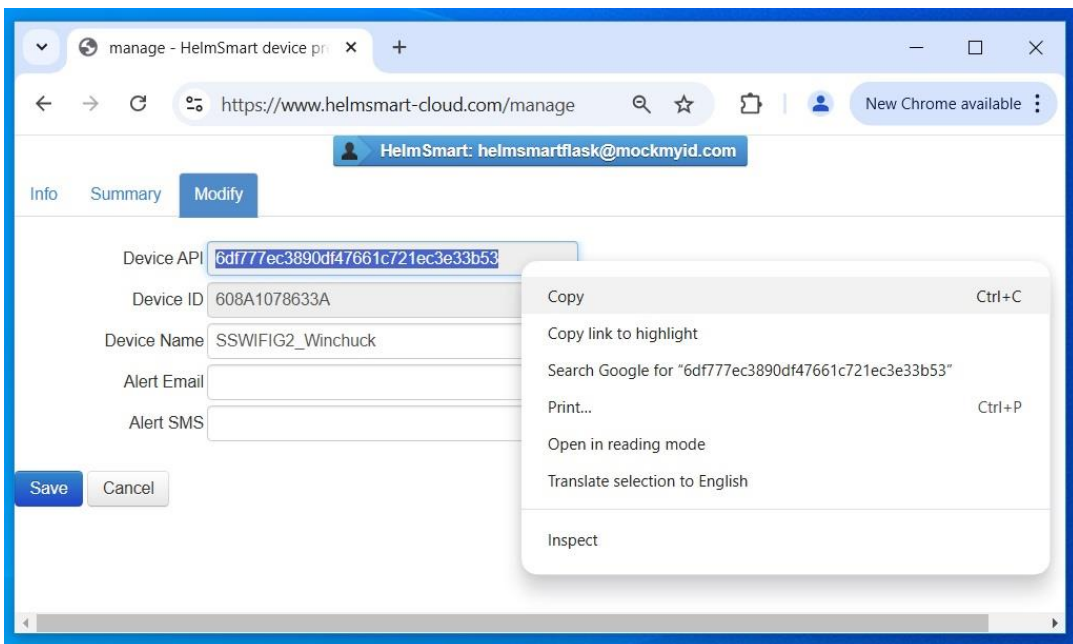 manage - HelmSmart device pr
https://www.helmsmart-cloud.com/manage
New Chrome available
HelmSmart: helmsmartflask@mockmyid.com
Info Summary Modify
Device API 6df777ec3890df47661c721ec3e33b53
Device ID 608A1078633A
Device Name SSWIFIG2_Winchuck
Alert Email
Alert SMS
Save Cancel
Copy Ctrl+C
Copy link to highlight
Search Google for “6df777ec3890df47661c721ec3e33b53”
Print... Ctrl+P
Open in reading mode
Translate selection to English
Inspect